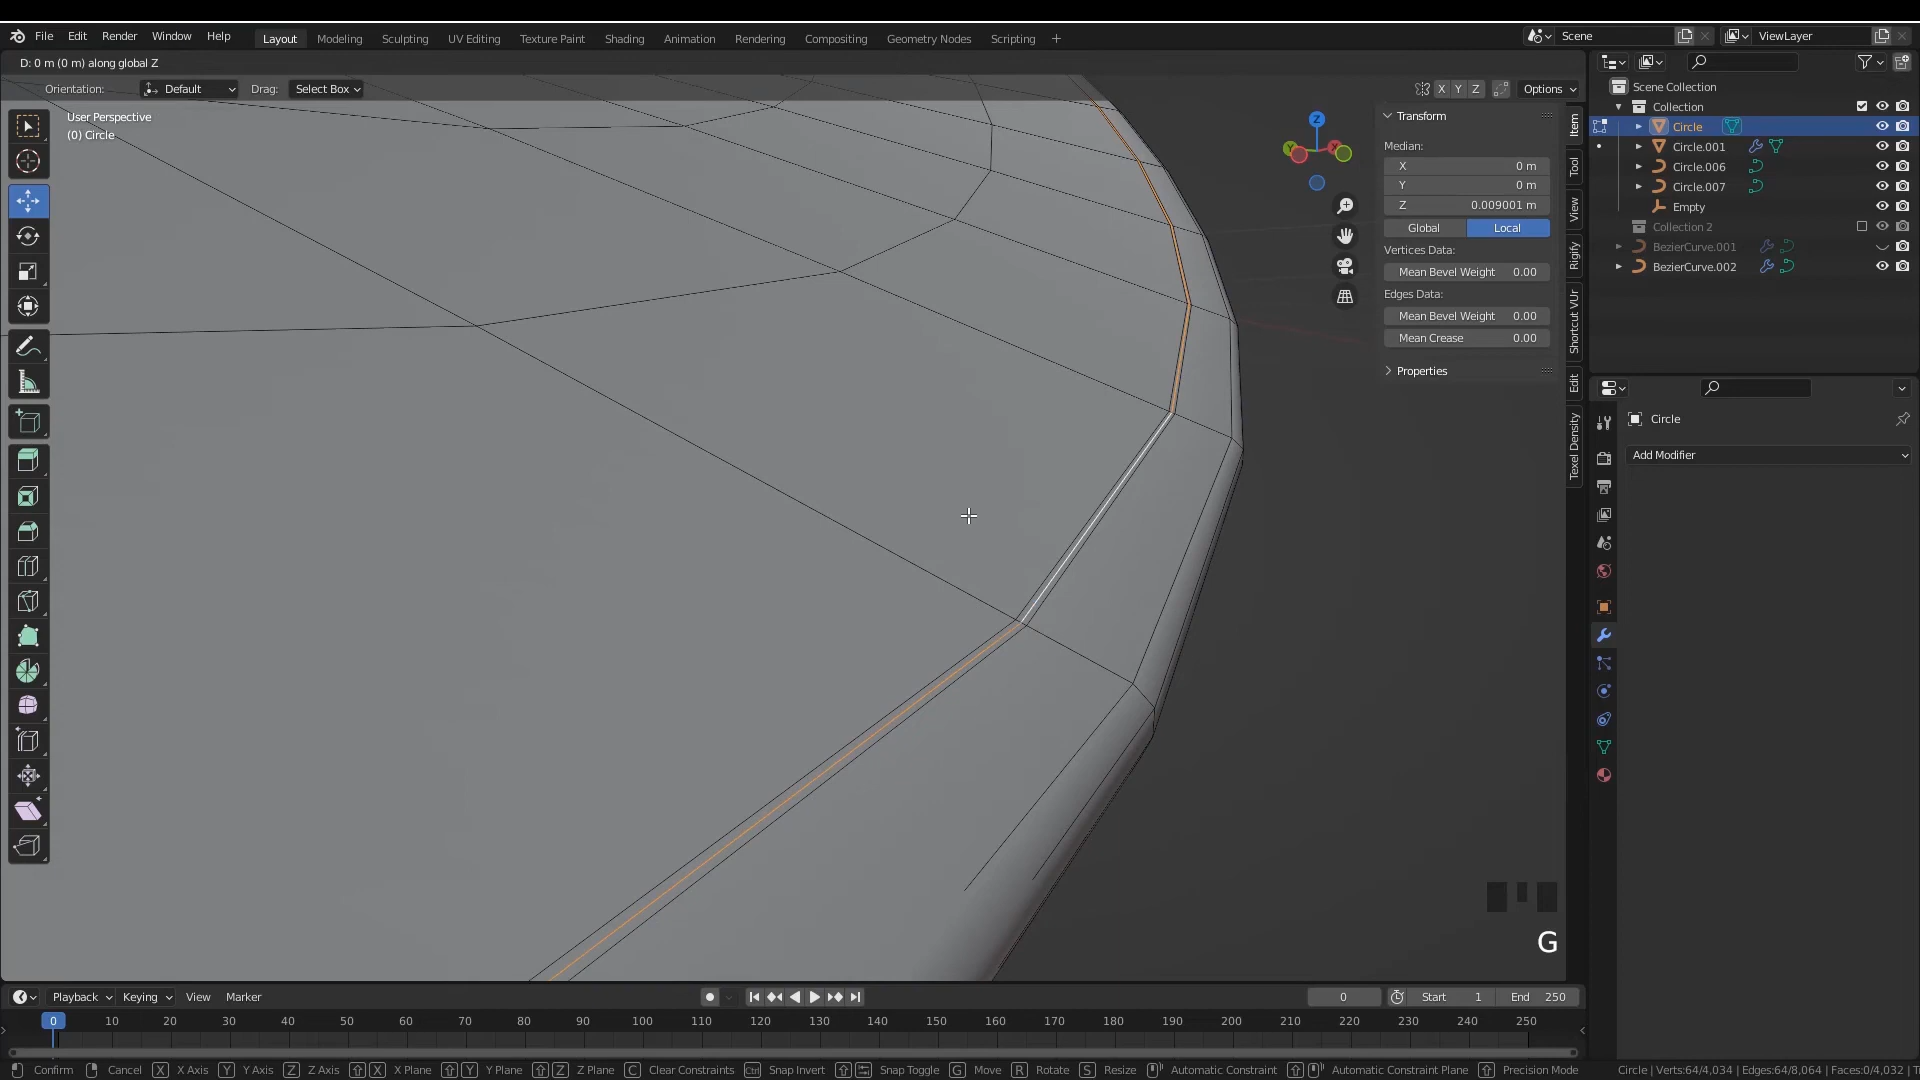 File Edit Render Window Help Layout Modeling Sculpting UV Editing Texture Paint Shading Animation Rendering Compositing Geometry Nodes Scripting + Scene ViewLayer
D: 0 m (0 m) along global Z
Orientation: Default Drag: Select Box X Y Z Options
User Perspective
(0) Circle
Z
Y
X
Transform
Median:
X 0 m
Y 0 m
Z 0.009001 m
Global Local
Vertices Data:
Mean Bevel Weight 0.00
Edges Data:
Mean Bevel Weight 0.00
Mean Crease 0.00
Properties
Item
Tool
View
Rigify
Shortcut VUr
Edit
Texel Density
Scene Collection
Collection
Circle
Circle.001
Circle.006
Circle.007
Empty
Collection 2
BezierCurve.001
BezierCurve.002
Circle
Add Modifier
G
Playback Keying View Marker 0 Start 1 End 250
0 10 20 30 40 50 60 70 80 90 100 110 120 130 140 150 160 170 180 190 200 210 220 230 240 250
Confirm Cancel X X Axis Y Y Axis Z Z Axis X X Plane Y Y Plane Z Z Plane C Clear Constraints Ctrl Snap Invert Snap Toggle G Move R Rotate S Resize Automatic Constraint Automatic Constraint Plane Precision Mode Circle | Verts:64/4,034 | Edges:64/8,064 | Faces:0/4,032 | T